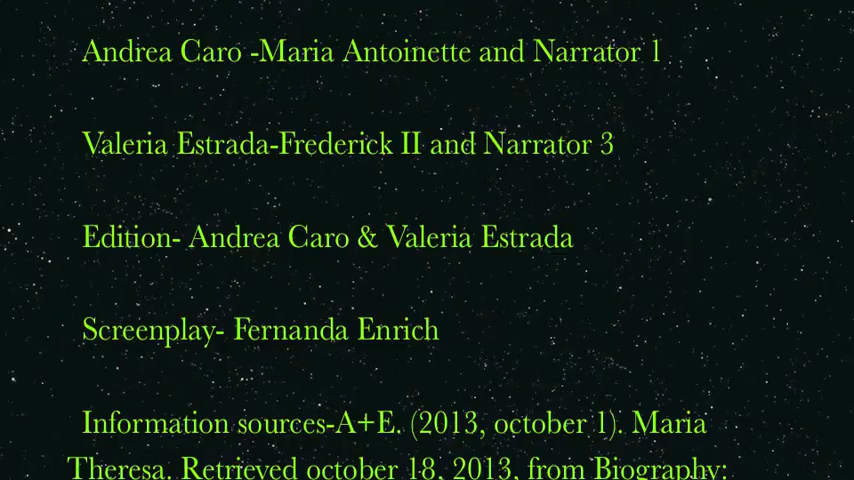 Andrea Caro -Maria Antoinette and Narrator 1
Valeria Estrada-Frederick II and Narrator 3
Edition- Andrea Caro & Valeria Estrada
Screenplay- Fernanda Enrich
Information sources-A+E. (2013, october 1). Maria
Theresa. Retrieved october 18, 2013, from Biography: